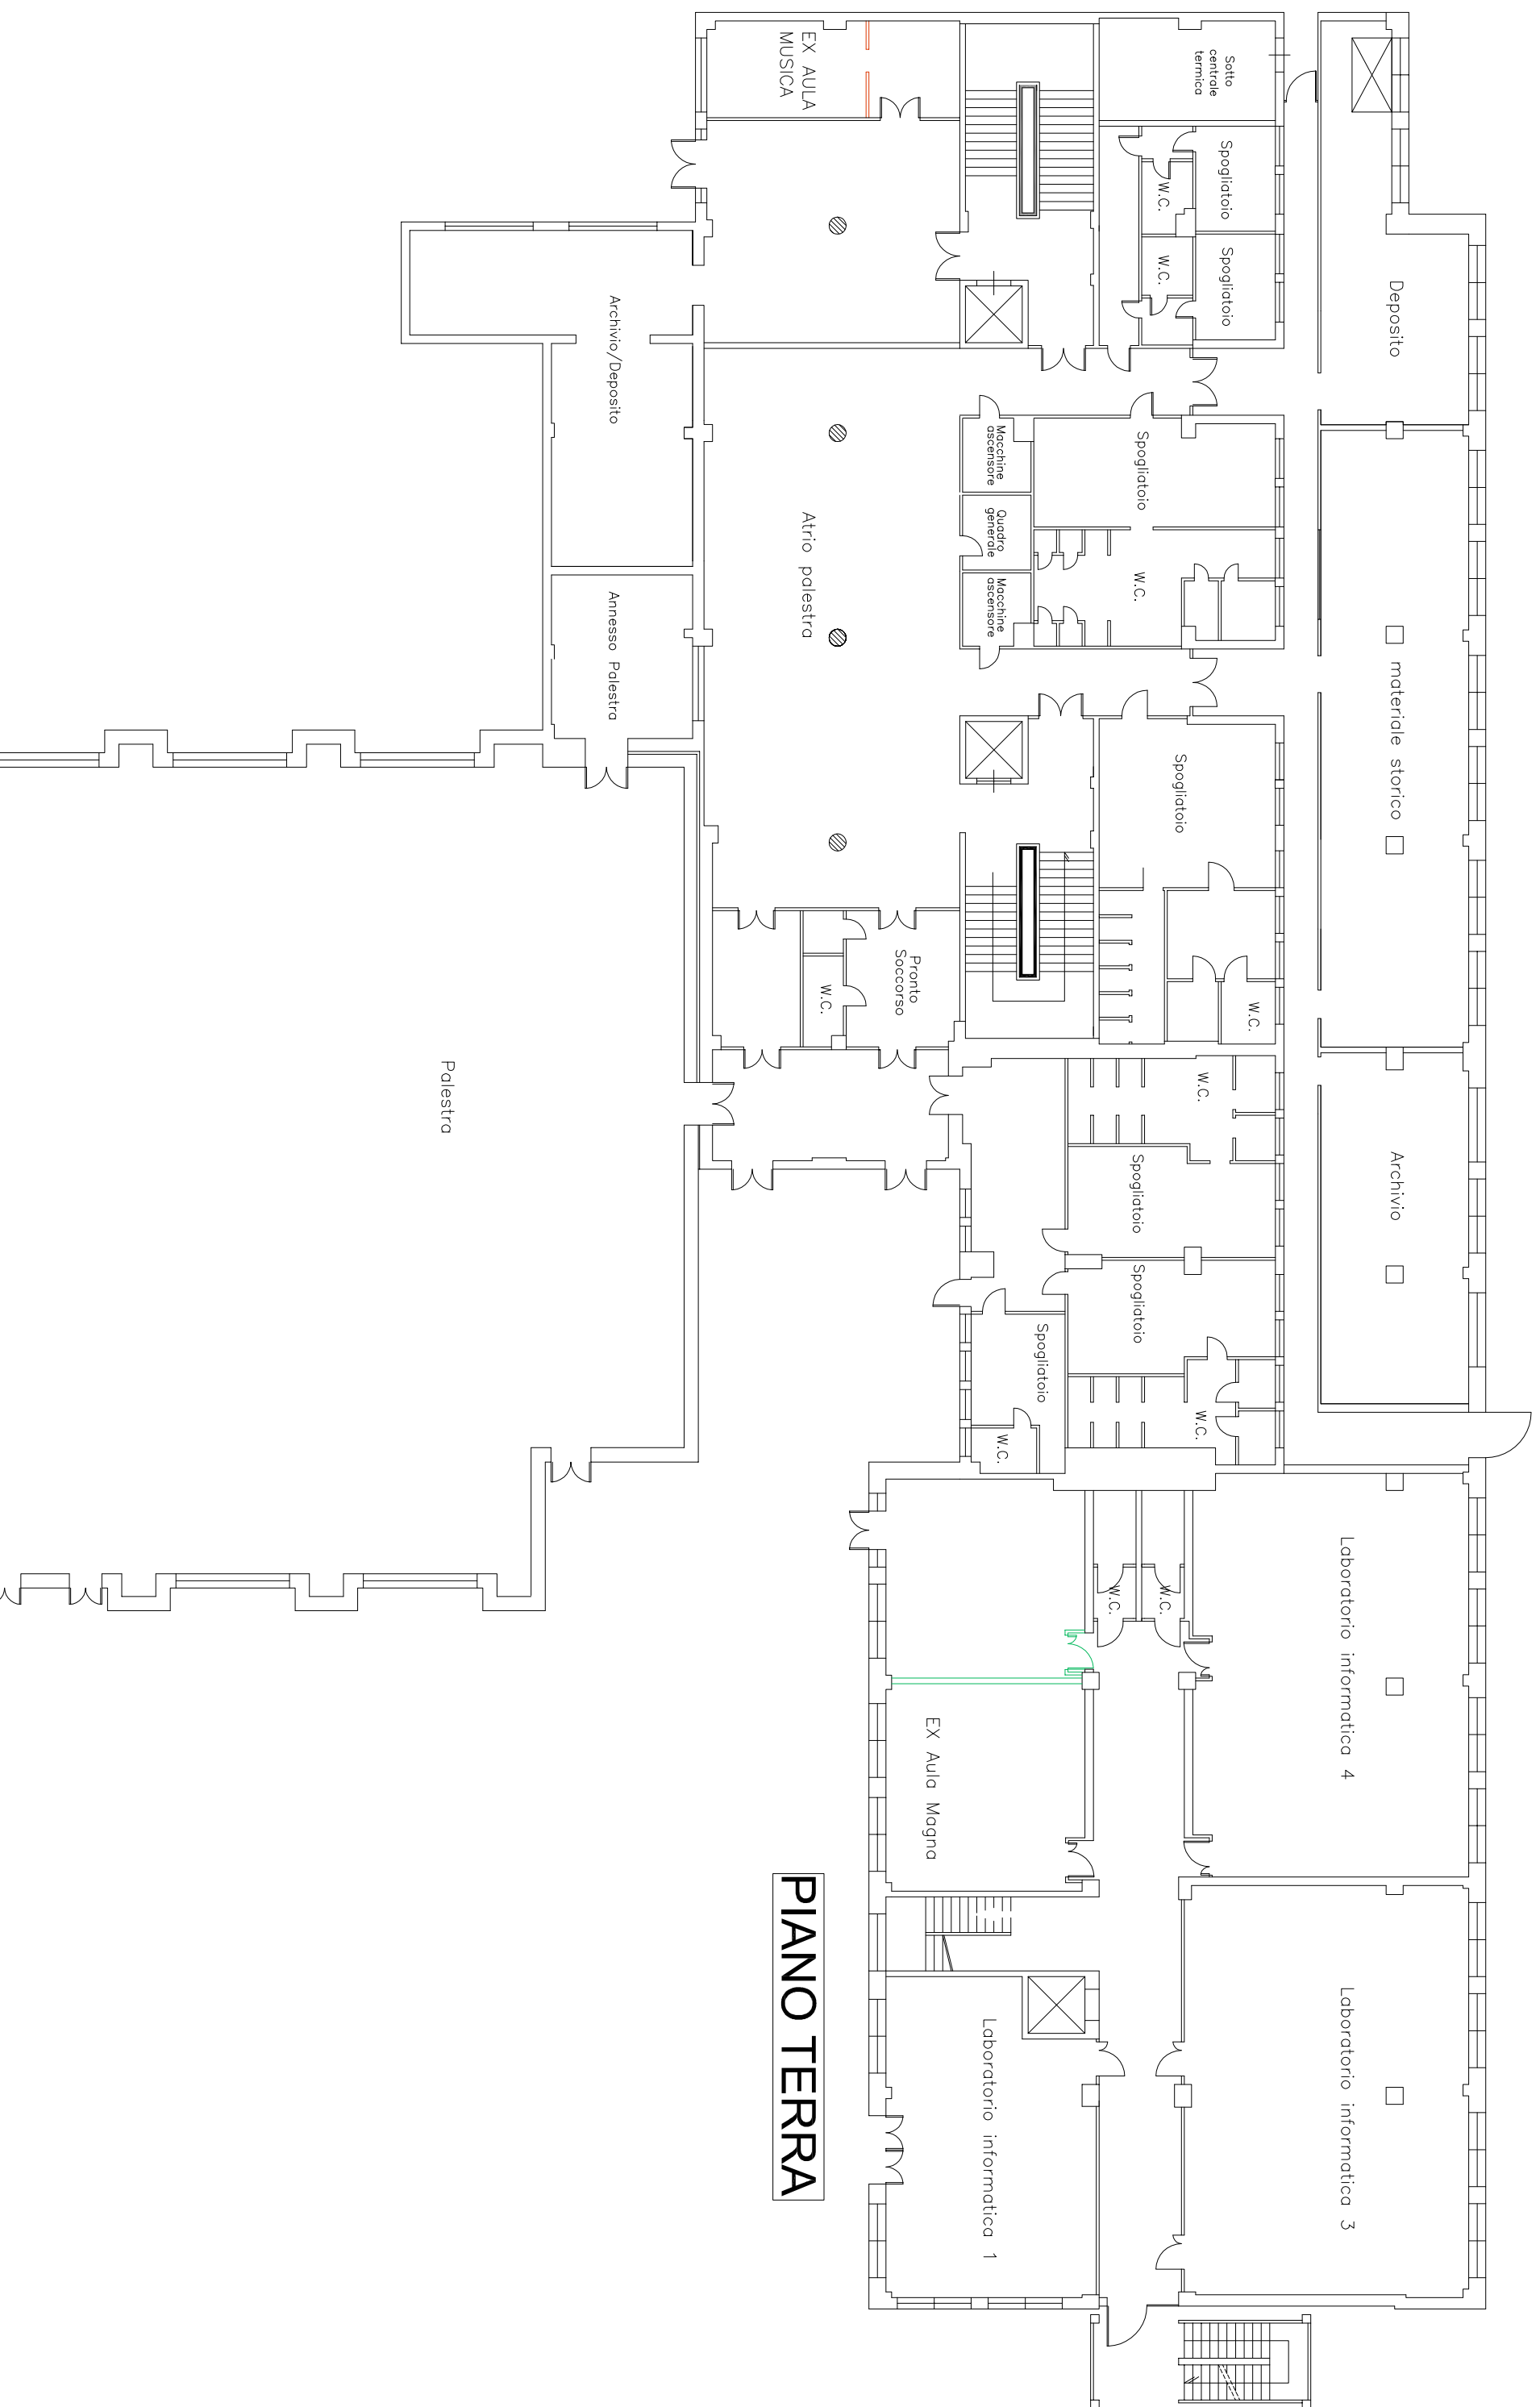 EX AULA
MUSICA
Sotto
centrale
termica
Spogliatoio
W.C.
Spogliatoio
W.C.
Deposito
Archivio/Deposito
Macchine
ascensore
Spogliatoio
Quadro
generale
Atrio palestra
W.C.
Macchine
ascensore
Annesso Palestra
materiale storico
Spogliatoio
Pronto
Soccorso
W.C.
W.C.
Palestra
W.C.
Spogliatoio
Archivio
Spogliatoio
Spogliatoio
W.C.
W.C.
W.C.
W.C.
Laboratorio informatica 4
EX Aula Magna
PIANO TERRA
Laboratorio informatica 1
Laboratorio informatica 3